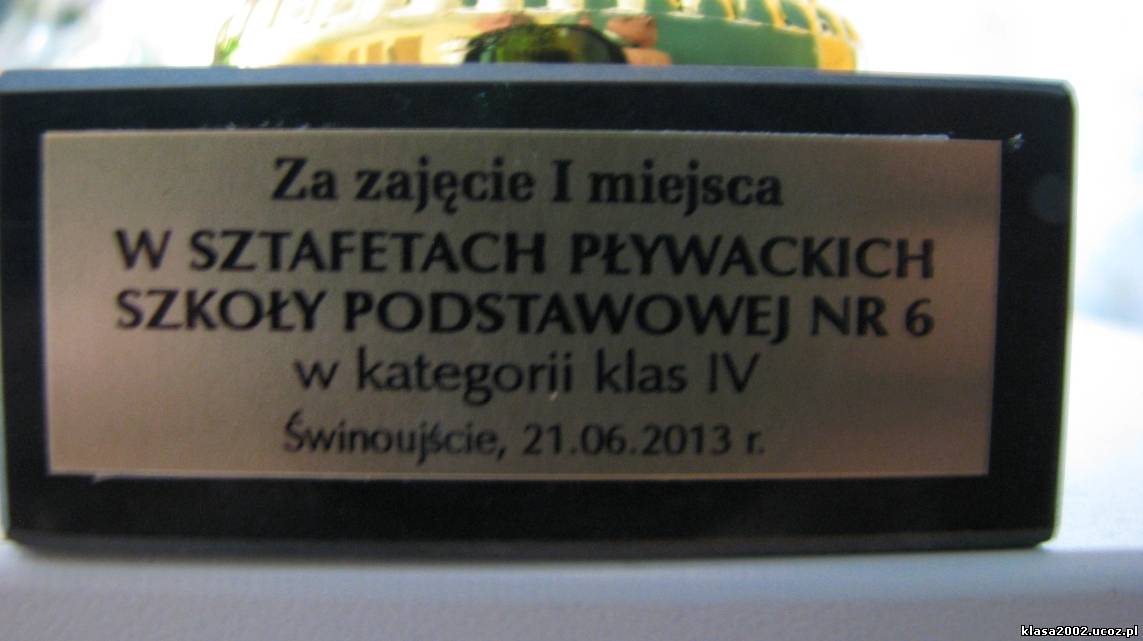 Za zajęcie I miejsca
W SZTAFETACH PŁYWACKICH
SZKOŁY PODSTAWOWEJ NR 6
w kategorii klas IV
Świnoujście, 21.06.2013 r.
klasa2002.ucoz.pl